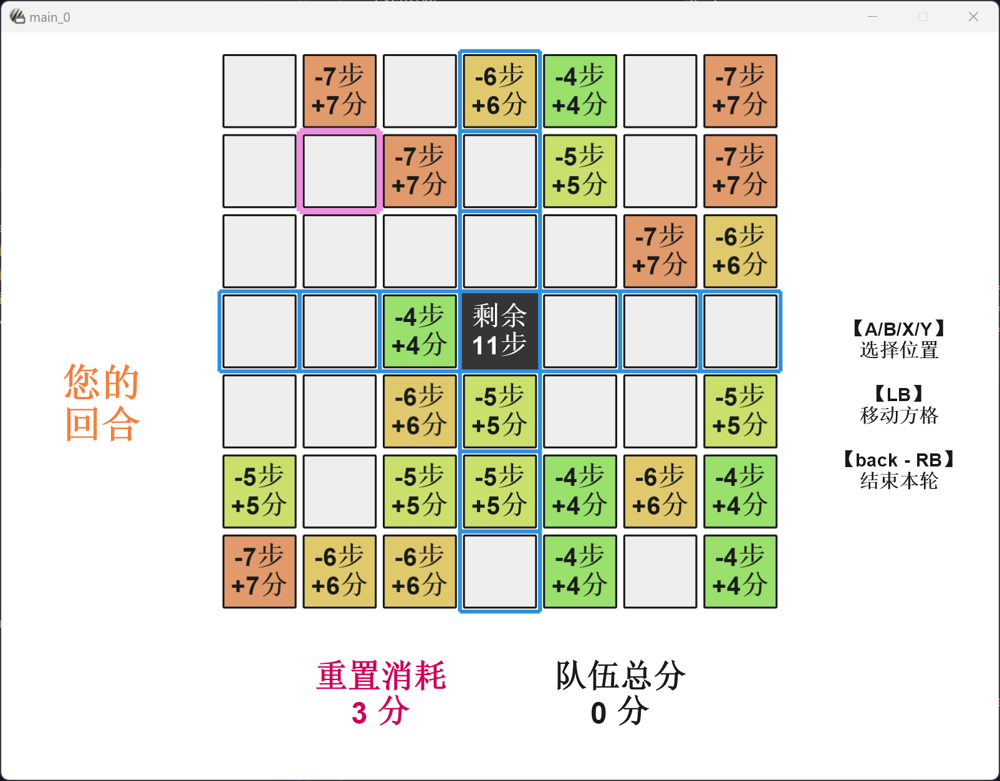 main_0
-7步 -6步 -4步 -7步
+7分 +6分 +4分 +7分
-7步 -5步 -7步
+7分 +5分 +7分
-7步 -6步
+7分 +6分
-4步 剩余
+4分 11步
-6步 -5步 -5步
+6分 +5分 +5分
-5步 -5步 -5步 -4步 -6步 -4步
+5分 +5分 +5分 +4分 +6分 +4分
-7步 -6步 -6步 -4步 -4步
+7分 +6分 +6分 +4分 +4分
您的
回合
【A/B/X/Y】
选择位置
【LB】
移动方格
【back - RB】
结束本轮
重置消耗
3 分
队伍总分
0 分